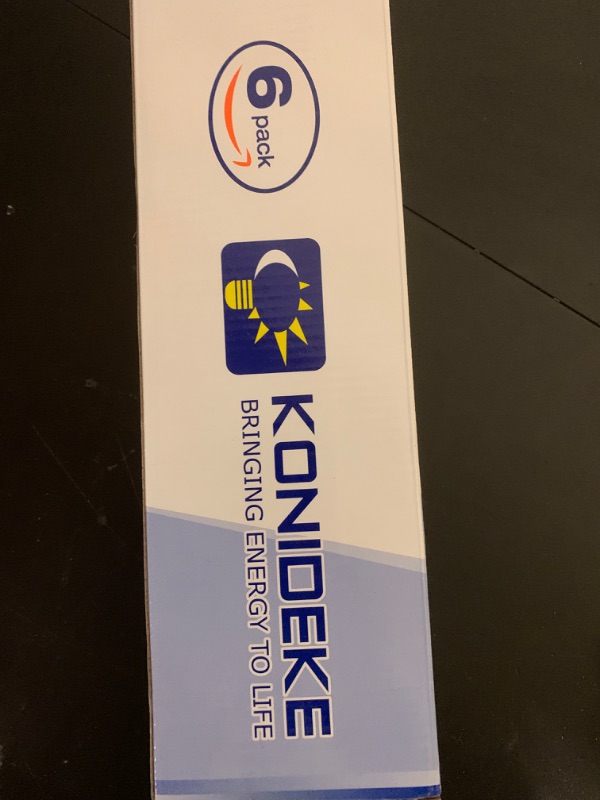 6
pack
KONIDEKE
BRINGING ENERGY TO LIFE